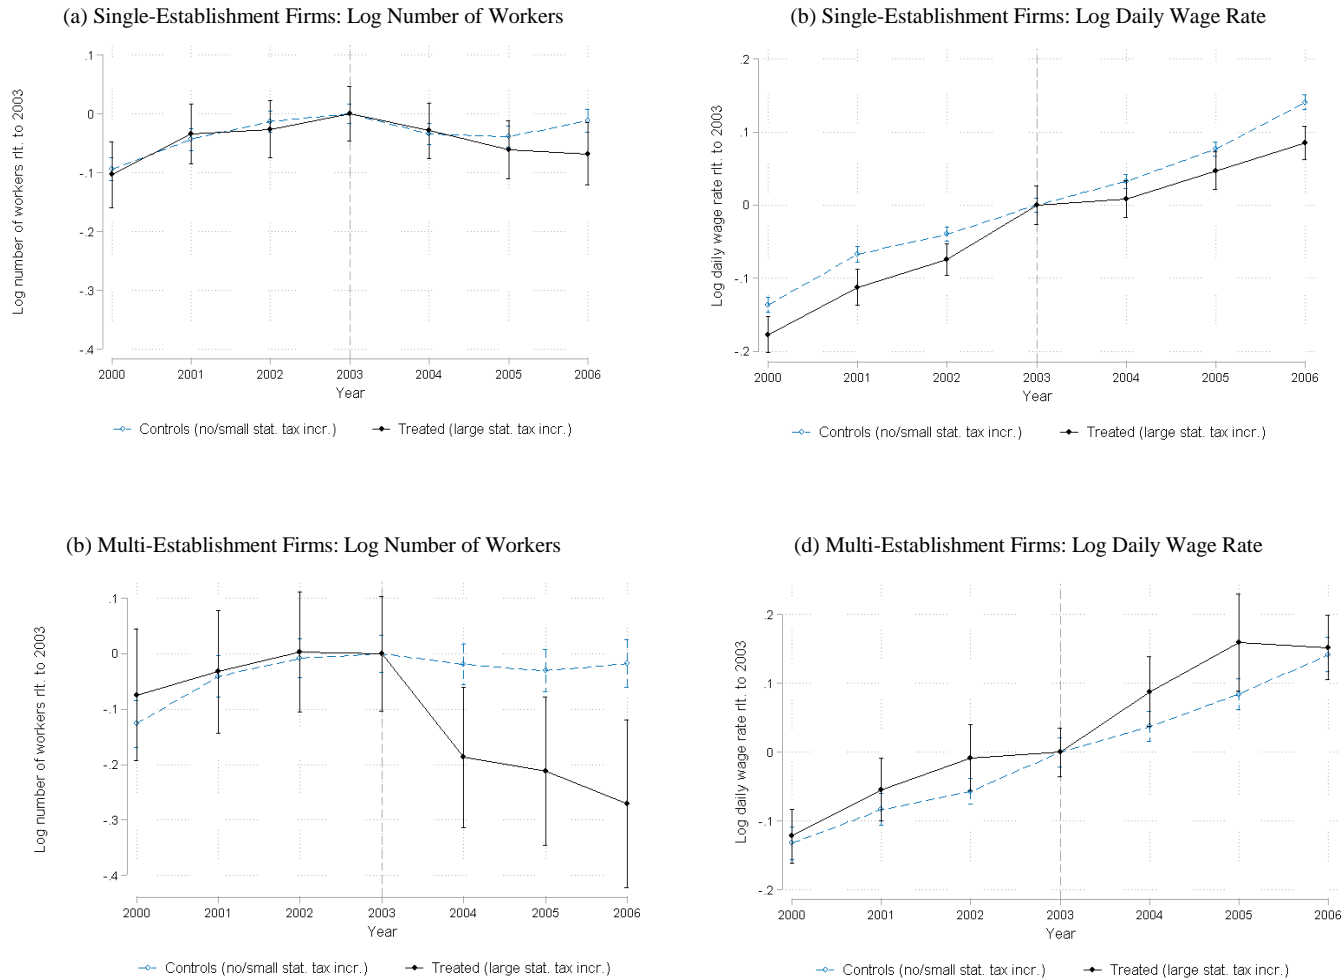 (a) Single-Establishment Firms: Log Number of Workers
Log number of workers rlt. to 2003
.1
0
-.1
-.2
-.3
-.4
2000 2001 2002 2003 2004 2005 2006
Year
Controls (no/small stat. tax incr.) Treated (large stat. tax incr.)
(b) Single-Establishment Firms: Log Daily Wage Rate
Log daily wage rate rlt. to 2003
.2
0.1
0
-.1
-.2
2000 2001 2002 2003 2004 2005 2006
Year
Controls (no/small stat. tax incr.) Treated (large stat. tax incr.)
(b) Multi-Establishment Firms: Log Number of Workers
Log number of workers rlt. to 2003
.1
0
-.1
-.2
-.3
-.4
2000 2001 2002 2003 2004 2005 2006
Year
Controls (no/small stat. tax incr.) Treated (large stat. tax incr.)
(d) Multi-Establishment Firms: Log Daily Wage Rate
Log daily wage rate rlt. to 2003
0.2
0.1
0
-.1
-.2
2000 2001 2002 2003 2004 2005 2006
Year
Controls (no/small stat. tax incr.) Treated (large stat. tax incr.)